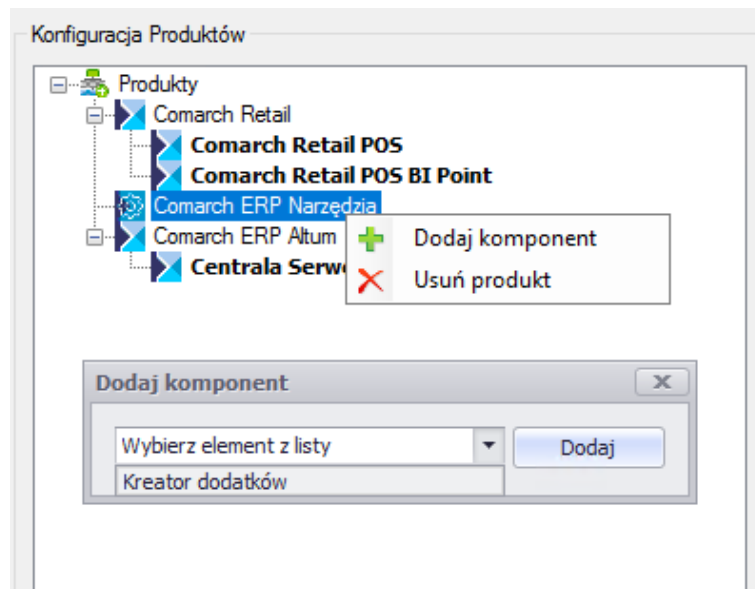 Konfiguracja Produktów
Produkty
Comarch Retail
Comarch Retail POS
Comarch Retail POS BI Point
Comarch ERP Narzędzia
Comarch ERP Altum
Dodaj komponent
Centrala
Usuń produkt
Dodaj komponent
Wybierz element z listy
Dodaj
Kreator dodatków